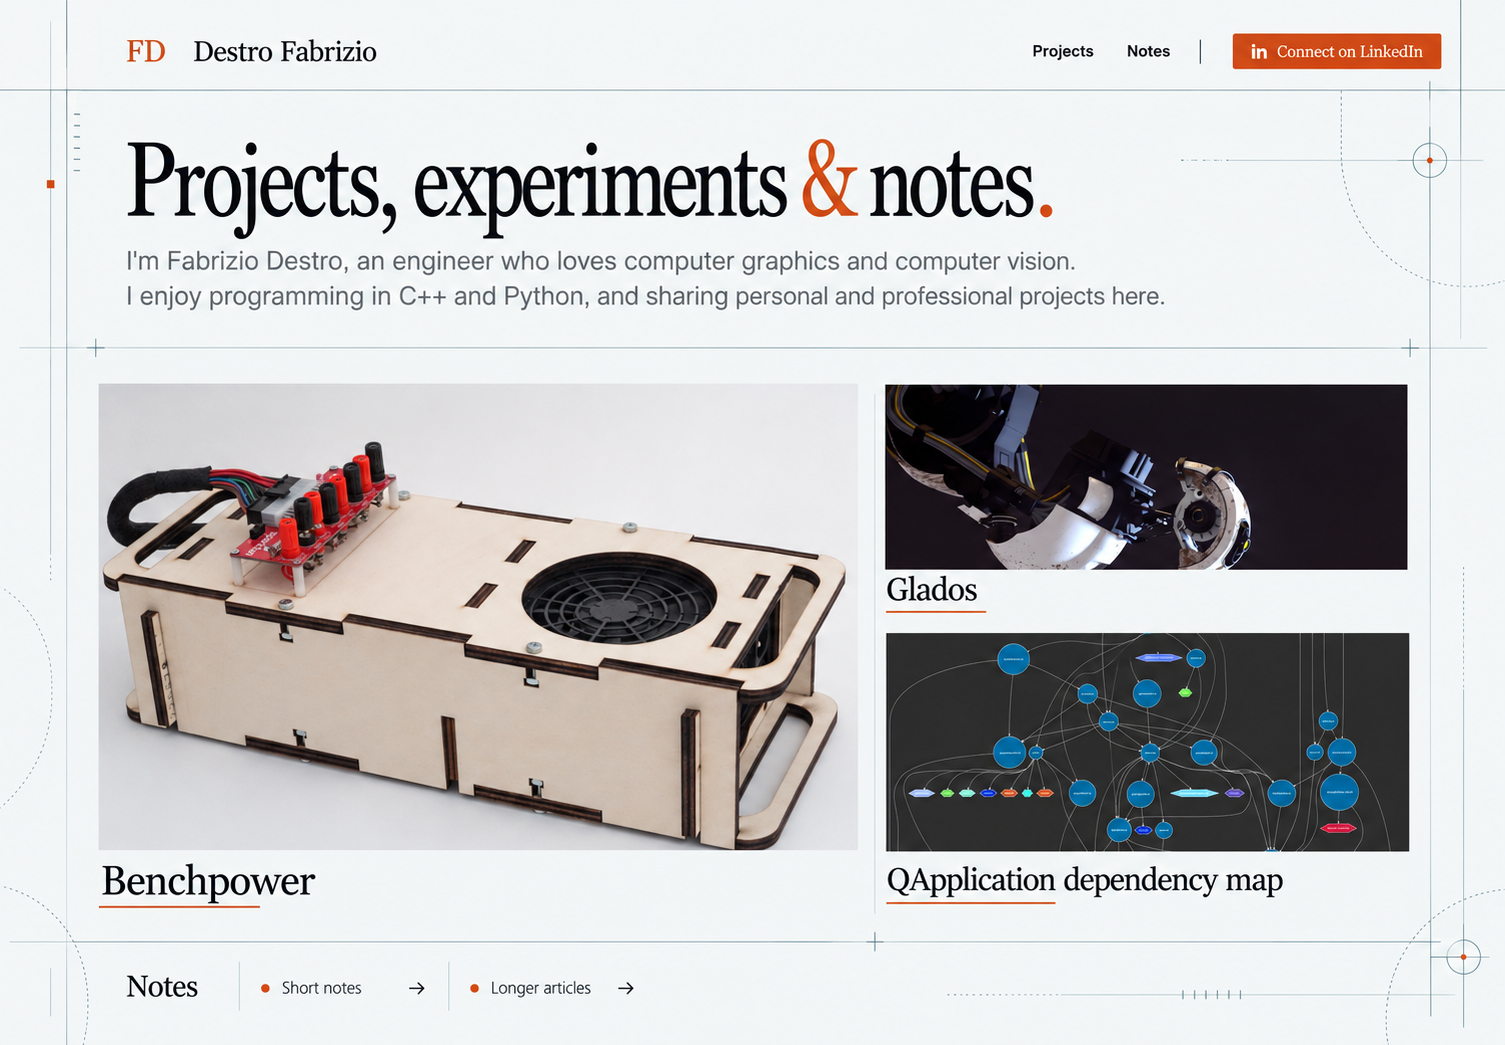 FD Destro Fabrizio
Projects Notes
in Connect on LinkedIn
Projects, experiments & notes.
I'm Fabrizio Destro, an engineer who loves computer graphics and computer vision.
I enjoy programming in C++ and Python, and sharing personal and professional projects here.
Glados
Benchpower
QApplication dependency map
Notes
Short notes →
Longer articles →